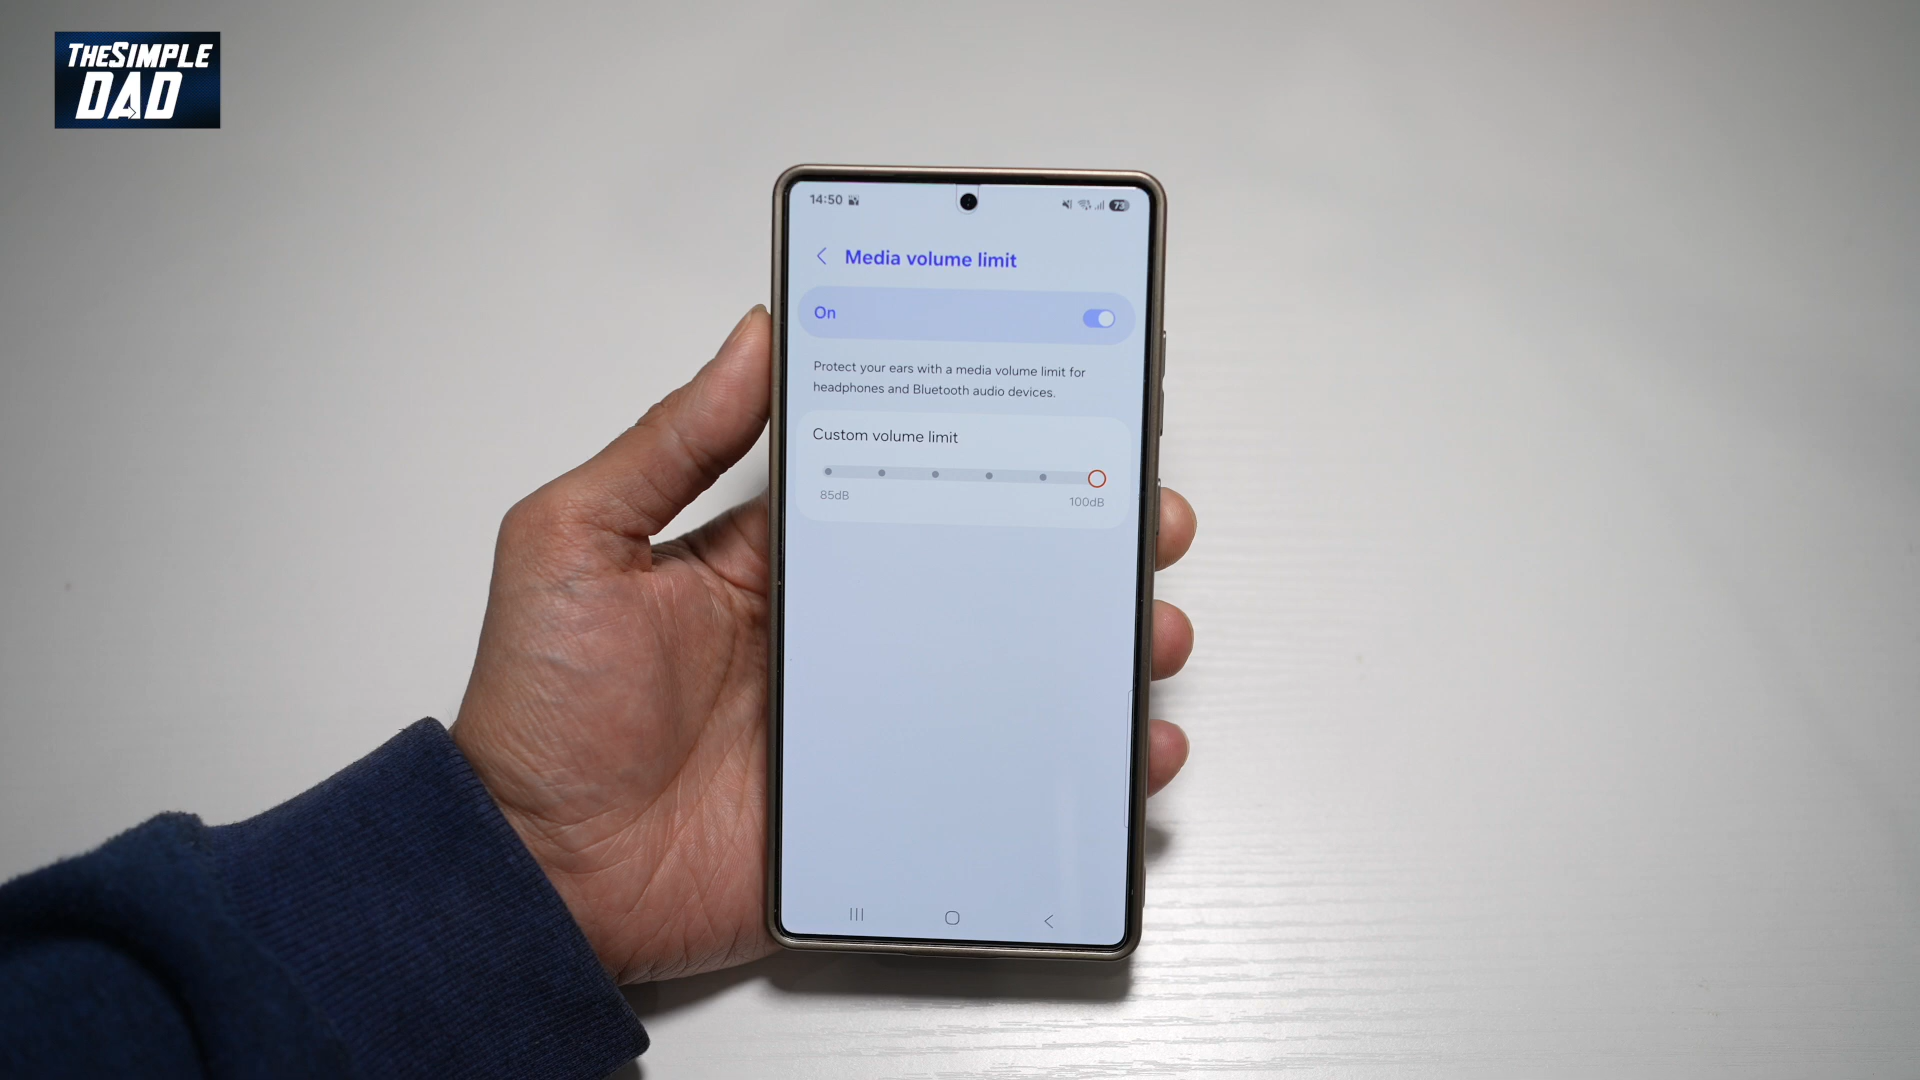 THESIMPLE
DAD
14:50
73
Media volume limit
On
Protect your ears with a media volume limit for
headphones and Bluetooth audio devices.
Custom volume limit
85dB
100dB